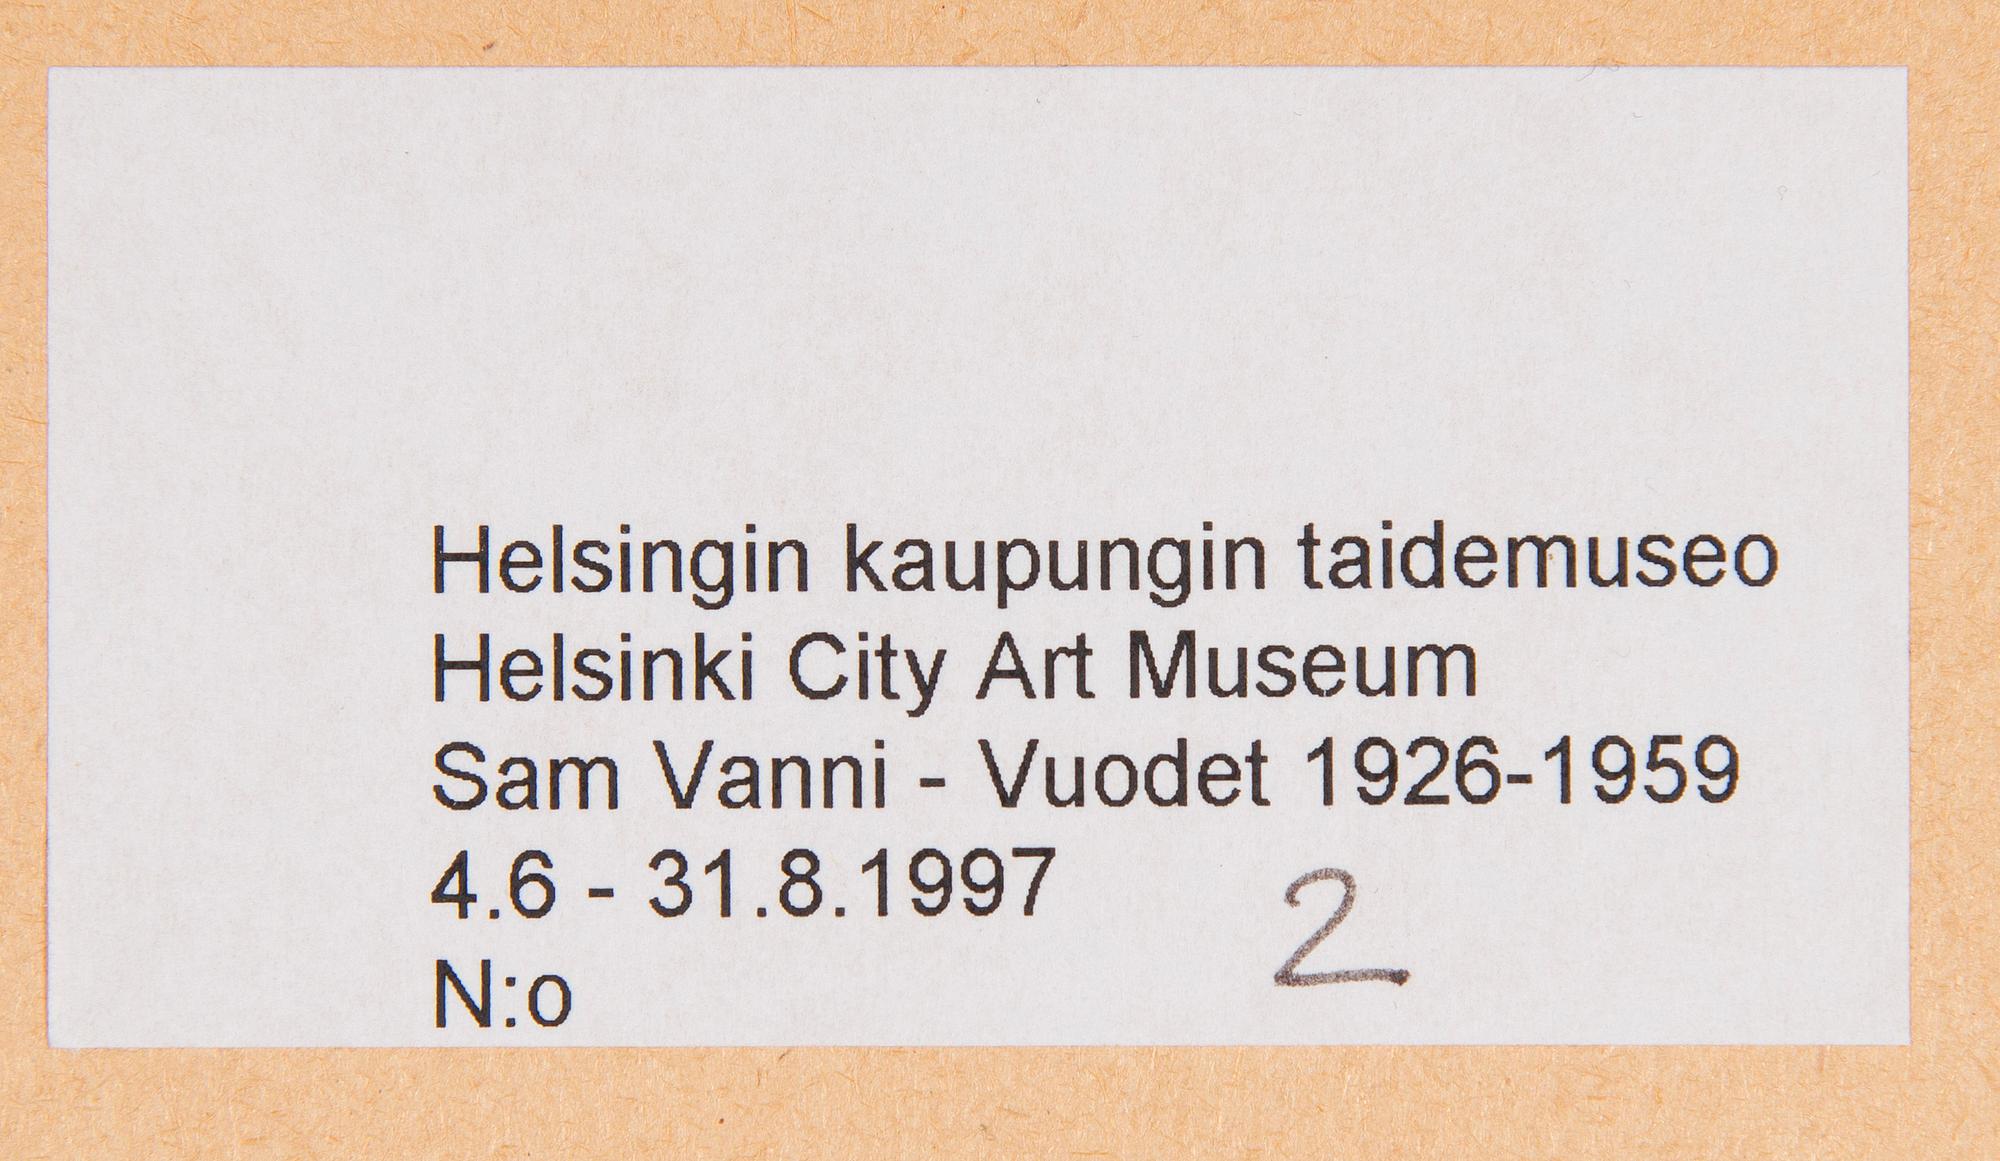 Helsingin kaupungin taidemuseo
Helsinki City Art Museum
Sam Vanni - Vuodet 1926-1959
4.6 - 31.8.1997
N:o 2